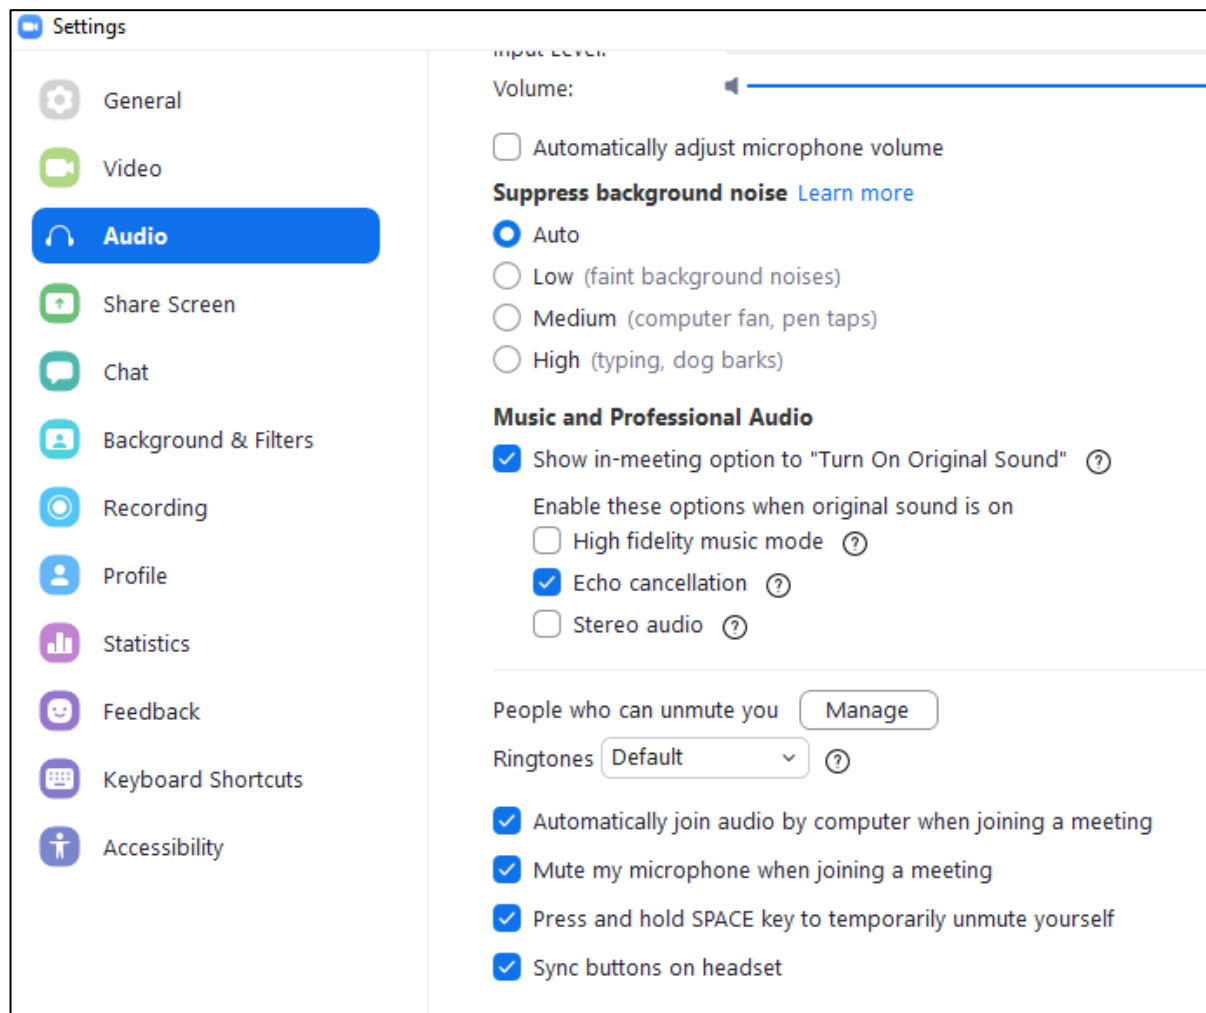 Settings
General
Video
Audio
Share Screen
Chat
Background & Filters
Recording
Profile
Statistics
Feedback
Keyboard Shortcuts
Accessibility
Input Level:
Volume:
Automatically adjust microphone volume
Suppress background noise Learn more
Auto
Low (faint background noises)
Medium (computer fan, pen taps)
High (typing, dog barks)
Music and Professional Audio
Show in-meeting option to "Turn On Original Sound" ?
Enable these options when original sound is on
High fidelity music mode ?
Echo cancellation ?
Stereo audio ?
People who can unmute you Manage
Ringtones Default ?
Automatically join audio by computer when joining a meeting
Mute my microphone when joining a meeting
Press and hold SPACE key to temporarily unmute yourself
Sync buttons on headset